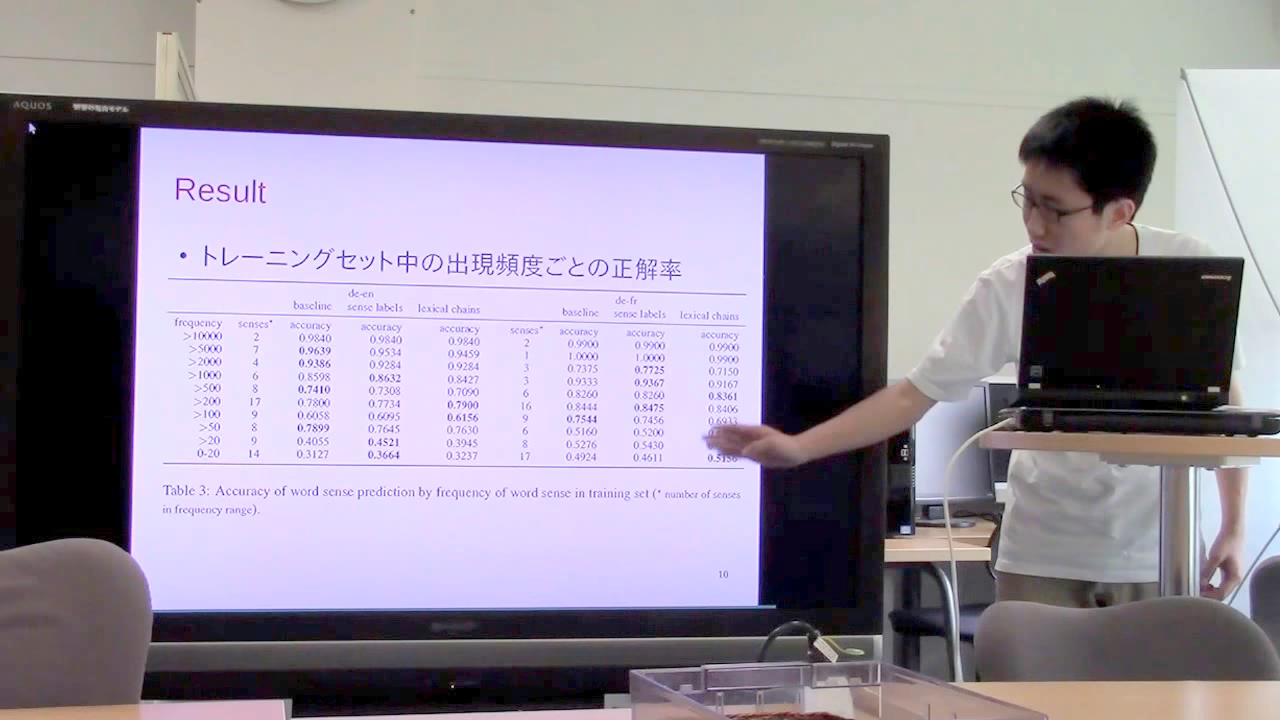 AQUOS
Result
• トレーニングセット中の出現頻度ごとの正解率
de-en de-fr
baseline sense labels lexical chains baseline sense labels lexical chains
frequency senses* accuracy accuracy accuracy senses* accuracy accuracy accuracy
>10000 2 0.9840 0.9840 0.9840 2 0.9900 0.9900 0.9900
>5000 7 0.9639 0.9534 0.9459 1 1.0000 1.0000 0.9900
>2000 4 0.9386 0.9284 0.9284 3 0.7375 0.7725 0.7150
>1000 6 0.8598 0.8632 0.8427 3 0.9333 0.9367 0.9167
>500 8 0.7410 0.7308 0.7090 6 0.8260 0.8260 0.8361
>200 17 0.7800 0.7734 0.7900 16 0.8444 0.8475 0.8406
>100 9 0.6058 0.6095 0.6156 9 0.7544 0.7456 0.6933
>50 8 0.7899 0.7645 0.7630 6 0.5160 0.5200
>20 9 0.4055 0.4521 0.3945 8 0.5276 0.5430
0-20 14 0.3127 0.3664 0.3237 17 0.4924 0.4611
Table 3: Accuracy of word sense prediction by frequency of word sense in training set (* number of senses
in frequency range).
10
lenovo